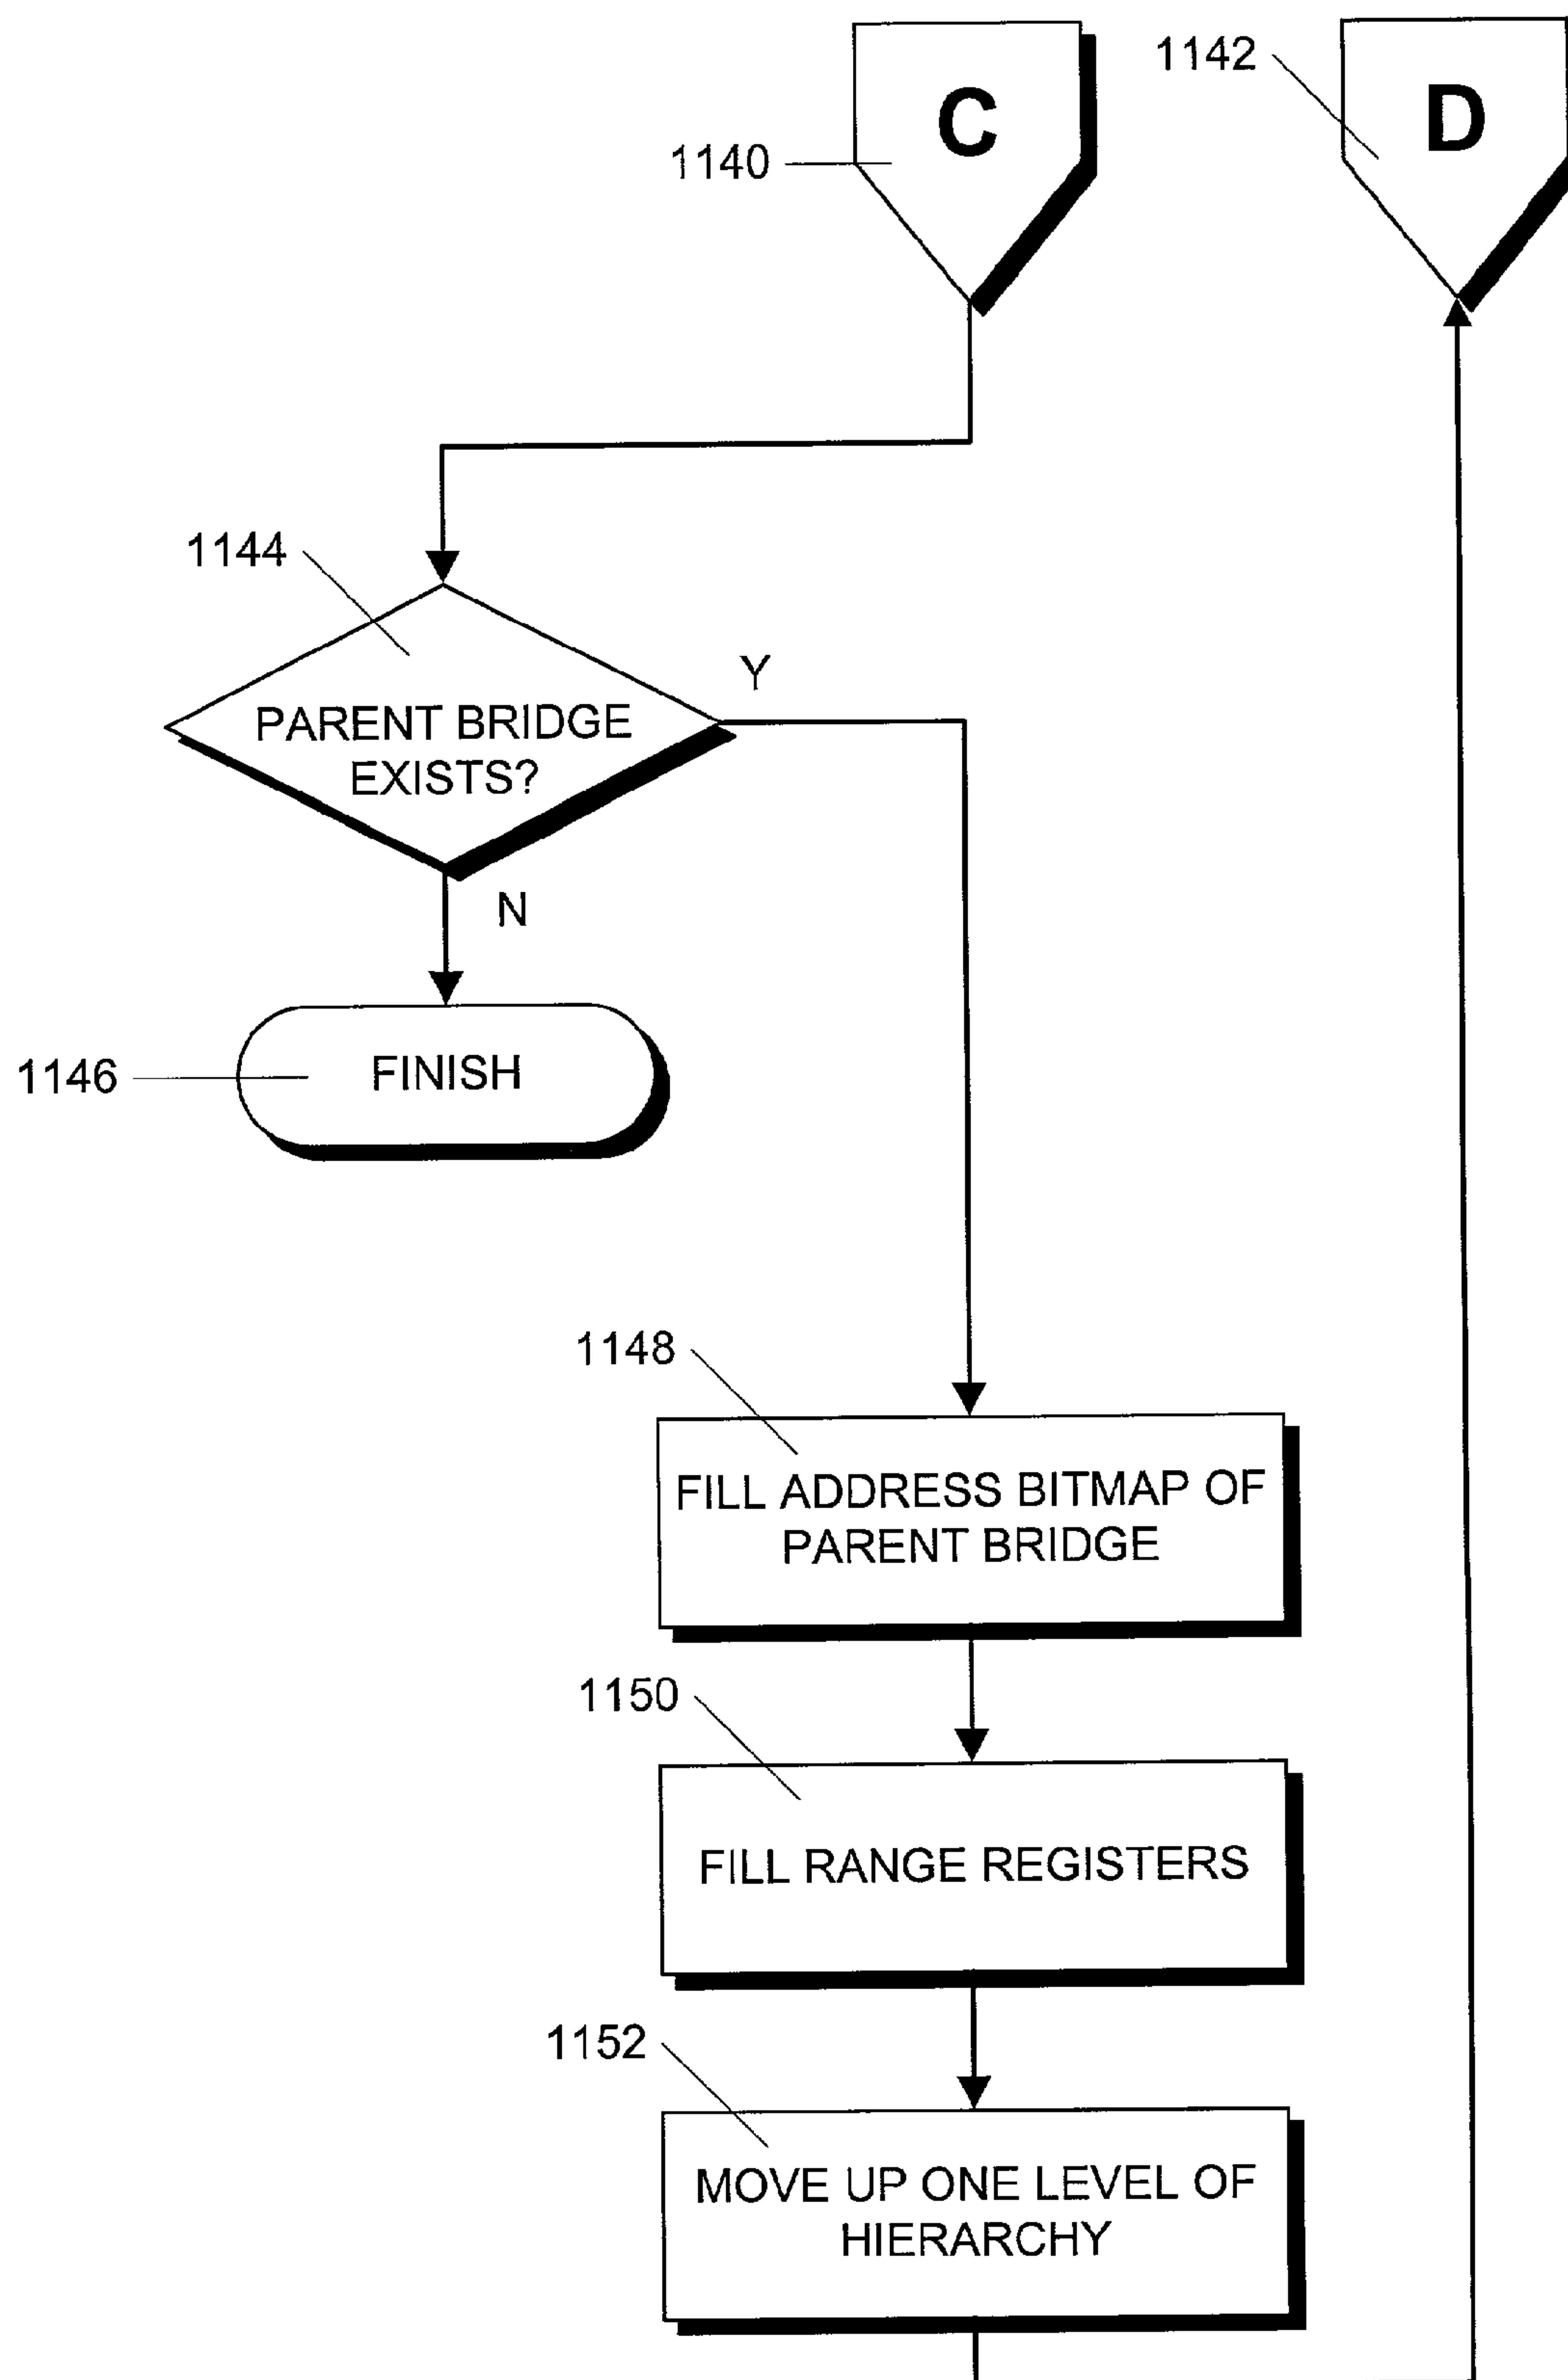 C
1142
D
1140
1144
Y
PARENT BRIDGE
EXISTS?
N
1146
FINISH
1148
FILL ADDRESS BITMAP OF
PARENT BRIDGE
1150
FILL RANGE REGISTERS
1152
MOVE UP ONE LEVEL OF
HIERARCHY